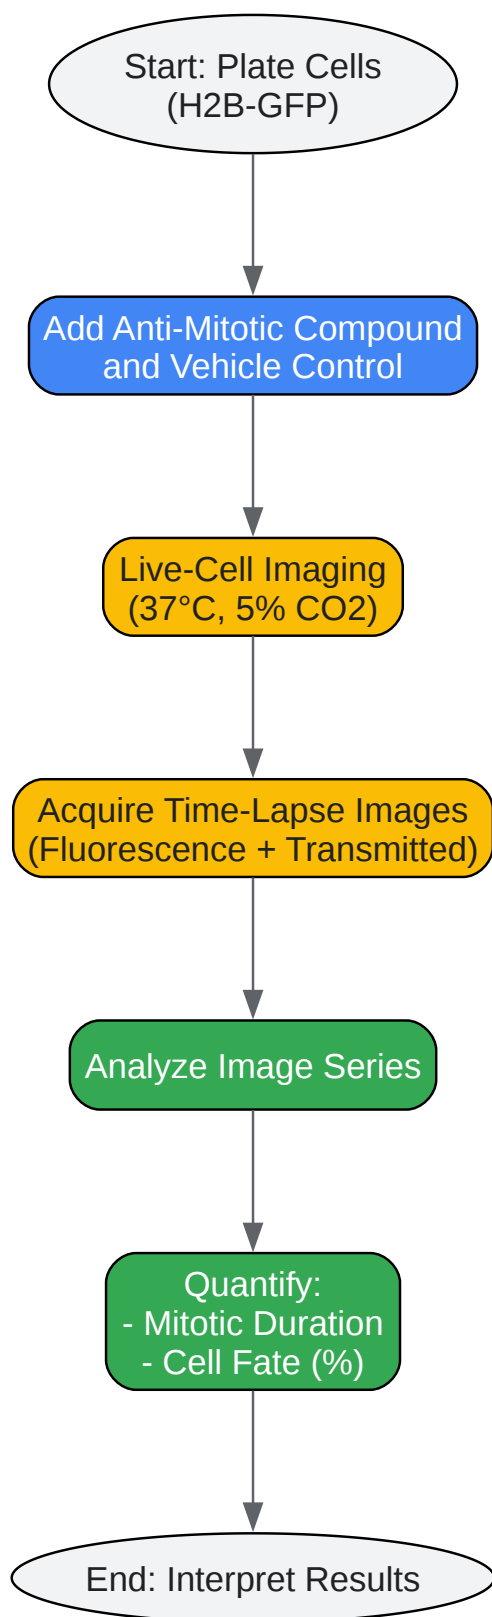 Start: Plate Cells
(H2B-GFP)
Add Anti-Mitotic Compound
and Vehicle Control
Live-Cell Imaging
(37°C, 5% CO2)
Acquire Time-Lapse Images
(Fluorescence + Transmitted)
Analyze Image Series
Quantify:
- Mitotic Duration
- Cell Fate (%)
End: Interpret Results